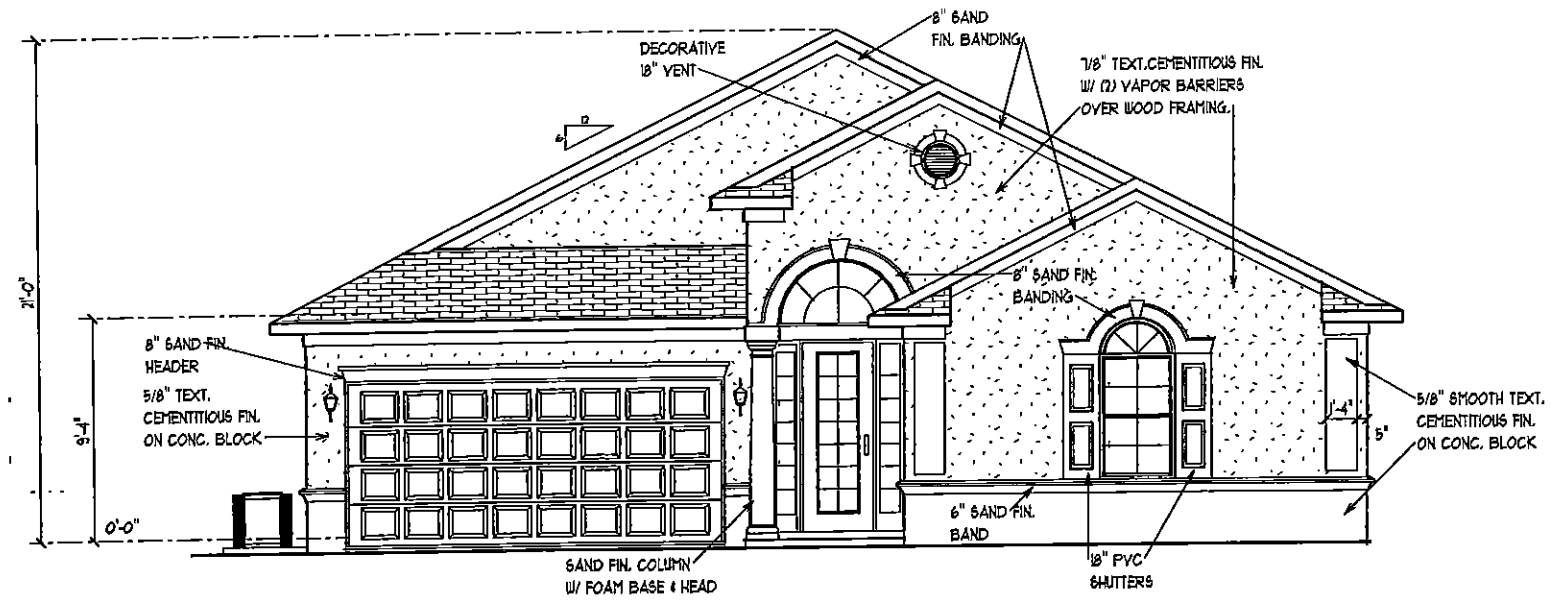 8" SAND
FIN. BANDING
DECORATIVE
18" VENT
7/8" TEXT.CEMENTITIOUS FIN.
W/ (2) VAPOR BARRIERS
OVER WOOD FRAMING.
12
6
21'-0"
8" SAND FIN.
BANDING
8" SAND FIN.
HEADER
5/8" TEXT.
CEMENTITIOUS FIN.
ON CONC. BLOCK
9'-4"
1'-4"
5"
5/8" SMOOTH TEXT.
CEMENTITIOUS FIN.
ON CONC. BLOCK
0'-0"
6" SAND FIN.
BAND
SAND FIN. COLUMN
W/ FOAM BASE & HEAD
18" PVC
SHUTTERS